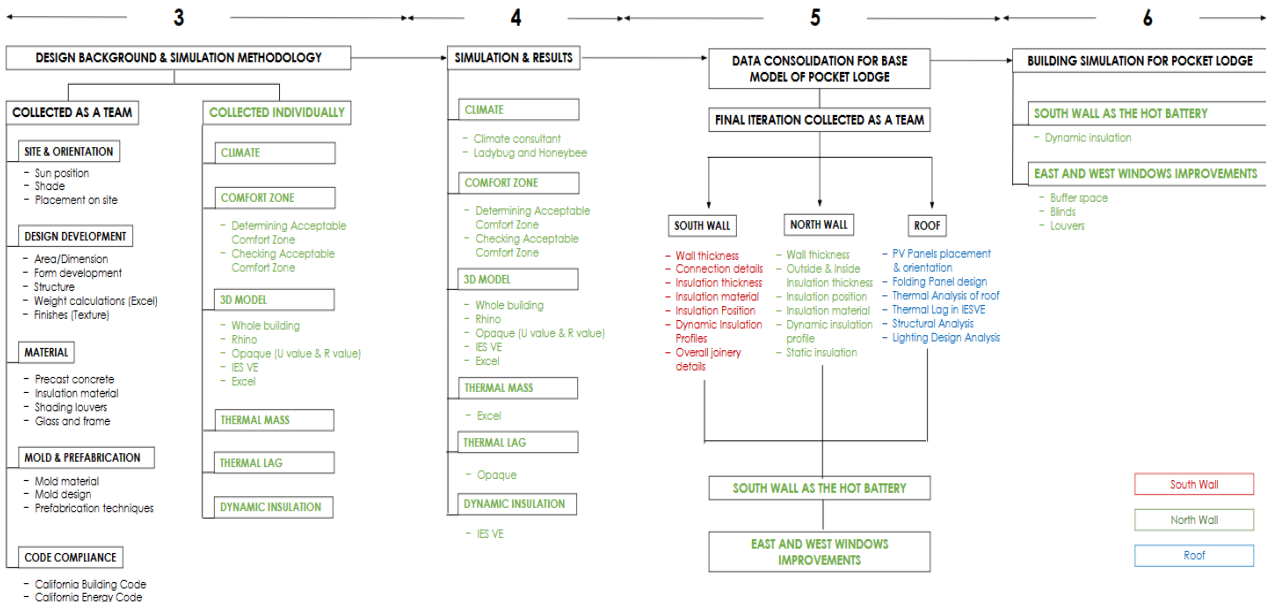 3
4
5
6
DESIGN BACKGROUND & SIMULATION METHODOLOGY
COLLECTED AS A TEAM
SITE & ORIENTATION
- Sun position
- Shade
- Placement on site
DESIGN DEVELOPMENT
- Area/Dimension
- Form development
- Structure
- Weight calculations (Excel)
- Finishes (Texture)
MATERIAL
- Precast concrete
- Insulation material
- Shading louvers
- Glass and frame
MOLD & PREFABRICATION
- Mold material
- Mold design
- Prefabrication techniques
CODE COMPLIANCE
- California Building Code
- California Energy Code
COLLECTED INDIVIDUALLY
CLIMATE
COMFORT ZONE
- Determining Acceptable
Comfort Zone
- Checking Acceptable
Comfort Zone
3D MODEL
- Whole building
- Rhino
- Opaque (U value & R value)
- IES VE
- Excel
THERMAL MASS
THERMAL LAG
DYNAMIC INSULATION
SIMULATION & RESULTS
CLIMATE
- Climate consultant
- Ladybug and Honeybee
COMFORT ZONE
- Determining Acceptable
Comfort Zone
- Checking Acceptable
Comfort Zone
3D MODEL
- Whole building
- Rhino
- Opaque (U value & R value)
- IES VE
- Excel
THERMAL MASS
- Excel
THERMAL LAG
- Opaque
DYNAMIC INSULATION
- IES VE
DATA CONSOLIDATION FOR BASE
MODEL OF POCKET LODGE
FINAL ITERATION COLLECTED AS A TEAM
SOUTH WALL
- Wall thickness
- Connection details
- Insulation thickness
- Insulation material
- Insulation Position
- Dynamic Insulation
Profiles
- Overall joinery
details
NORTH WALL
- Wall thickness
- Outside & Inside
Insulation thickness
- Insulation position
- Insulation material
- Dynamic insulation
profile
- Static insulation
ROOF
- PV Panels placement
& orientation
- Folding Panel design
- Thermal Analysis of roof
- Thermal Lag in IESVE
- Structural Analysis
- Lighting Design Analysis
SOUTH WALL AS THE HOT BATTERY
EAST AND WEST WINDOWS
IMPROVEMENTS
BUILDING SIMULATION FOR POCKET LODGE
SOUTH WALL AS THE HOT BATTERY
- Dynamic insulation
EAST AND WEST WINDOWS IMPROVEMENTS
- Buffer space
- Blinds
- Louvers
South Wall
North Wall
Roof